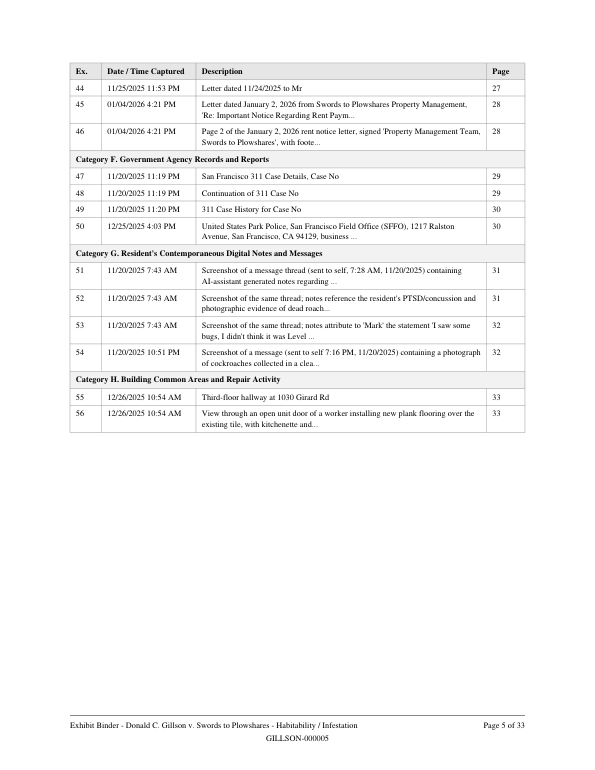 Ex. Date / Time Captured Description Page
44 11/25/2025 11:53 PM Letter dated 11/24/2025 to Mr 27
45 01/04/2026 4:21 PM Letter dated January 2, 2026 from Swords to Plowshares Property Management, 28
'Re: Important Notice Regarding Rent Paym...
46 01/04/2026 4:21 PM Page 2 of the January 2, 2026 rent notice letter, signed 'Property Management Team, 28
Swords to Plowshares', with foote...
Category F. Government Agency Records and Reports
47 11/20/2025 11:19 PM San Francisco 311 Case Details, Case No 29
48 11/20/2025 11:19 PM Continuation of 311 Case No 29
49 11/20/2025 11:20 PM 311 Case History for Case No 30
50 12/25/2025 4:03 PM United States Park Police, San Francisco Field Office (SFFO), 1217 Ralston 30
Avenue, San Francisco, CA 94129, business ...
Category G. Resident's Contemporaneous Digital Notes and Messages
51 11/20/2025 7:43 AM Screenshot of a message thread (sent to self, 7:28 AM, 11/20/2025) containing 31
AI-assistant generated notes regarding ...
52 11/20/2025 7:43 AM Screenshot of the same thread; notes reference the resident's PTSD/concussion and 31
photographic evidence of dead roach...
53 11/20/2025 7:43 AM Screenshot of the same thread; notes attribute to 'Mark' the statement 'I saw some 32
bugs, I didn't think it was Level ...
54 11/20/2025 10:51 PM Screenshot of a message (sent to self 7:16 PM, 11/20/2025) containing a photograph 32
of cockroaches collected in a clea...
Category H. Building Common Areas and Repair Activity
55 12/26/2025 10:54 AM Third-floor hallway at 1030 Girard Rd 33
56 12/26/2025 10:54 AM View through an open unit door of a worker installing new plank flooring over the 33
existing tile, with kitchenette and...
Exhibit Binder - Donald C. Gillson v. Swords to Plowshares - Habitability / Infestation Page 5 of 33
GILLSON-000005